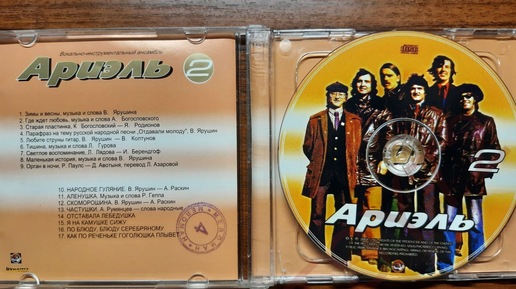 Вокально-инструментальный ансамбль
Ариэль 2
1 Зимы и весны, музыка и слова В. Ярушина
2 Где ждет любовь, музыка и слова А. Богословского
3 Старая пластинка, К. Богословский — Я. Родионов
4 Парафраз на тему русской народной песни „Отдавали молоду", В. Ярушин
5 Любите струны гитар, В. Ярушин — В. Колтунов
6 Тишина, музыка и слова Л. Гурова
7 Светлое воспоминание, Л. Лядова — И. Берендгоф
8 Маленькая история, музыка и слова В. Ярушина
9 Орган в ночи, Р. Паулс — Д. Авотыня, перевод Л. Азаровой
10. НАРОДНОЕ ГУЛЯНИЕ. В. Ярушин — А. Раскин
11. АЛЕНУШКА. Музыка и слова Р. Гепла
12. СКОМОРОШИНА. В. Ярушин — А. Раскин
13. ЧАСТУШКИ. А. Румянцев — слова народные
14. ОТСТАВАЛА ЛЕБЕДУШКА
15. Я НА КАМУШКЕ СИЖУ
16. ПО БЛЮДУ, БЛЮДУ СЕРЕБРЯНОМУ
17. КАК ПО РЕЧЕНЬКЕ ГОГОЛЮШКА ПЛЫВЕТ
4
2
Ариэль